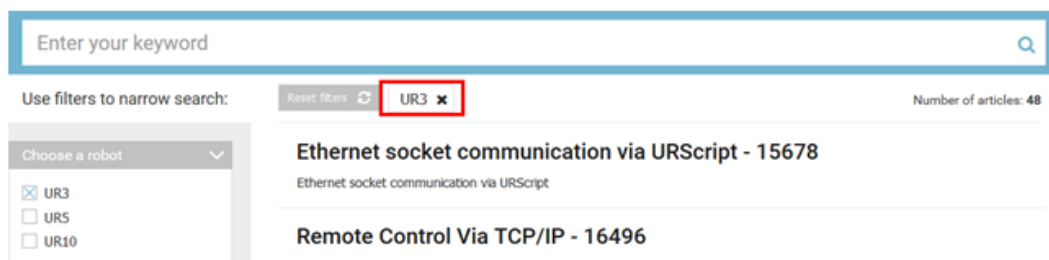 Enter your keyword
Use filters to narrow search:
Reset filters
UR3
Number of articles: 48
Choose a robot
UR3
UR5
UR10
Ethernet socket communication via URScript - 15678
Ethernet socket communication via URScript
Remote Control Via TCP/IP - 16496